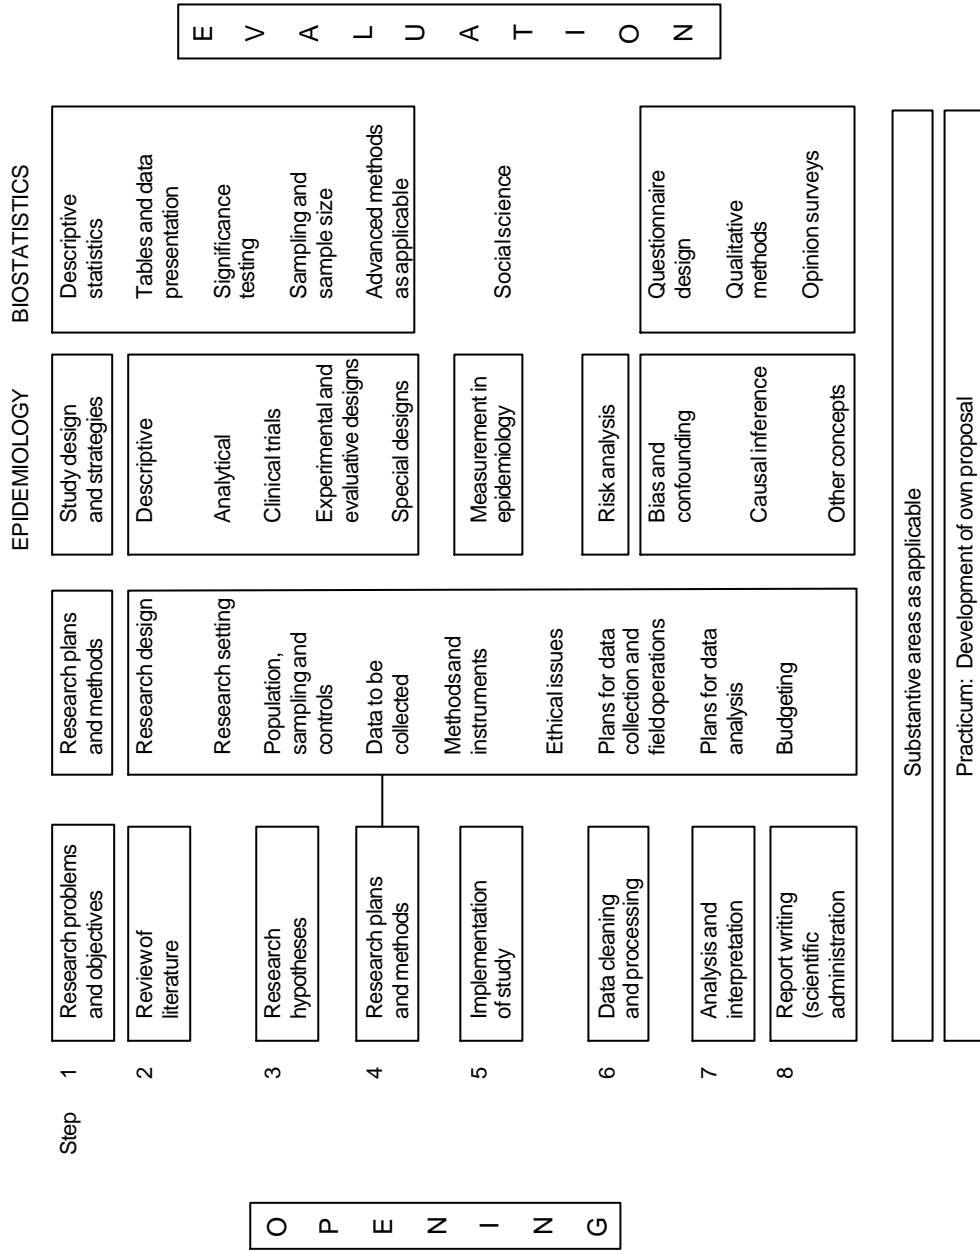 O
P
E
N
I
N
G
Step
1
Research problems
and objectives
2
Review of
literature
3
Research
hypotheses
4
Research plans
and methods
5
Implementation
of study
6
Data cleaning
and processing
7
Analysis and
interpretation
8
Report writing
(scientific
administration
Research plans
and methods
Research design
Research setting
Population,
sampling and
controls
Data to be
collected
Methods and
instruments
Ethical issues
Plans for data
collection and
field operations
Plans for data
analysis
Budgeting
EPIDEMIOLOGY
Study design
and strategies
Descriptive
Analytical
Clinical trials
Experimental and
evaluative designs
Special designs
Measurement in
epidemiology
Risk analysis
Bias and
confounding
Causal inference
Other concepts
BIOSTATISTICS
Descriptive
statistics
Tables and data
presentation
Significance
testing
Sampling and
sample size
Advanced methods
as applicable
Social science
Questionnaire
design
Qualitative
methods
Opinion surveys
Substantive areas as applicable
Practicum: Development of own proposal
E
V
A
L
U
A
T
I
O
N